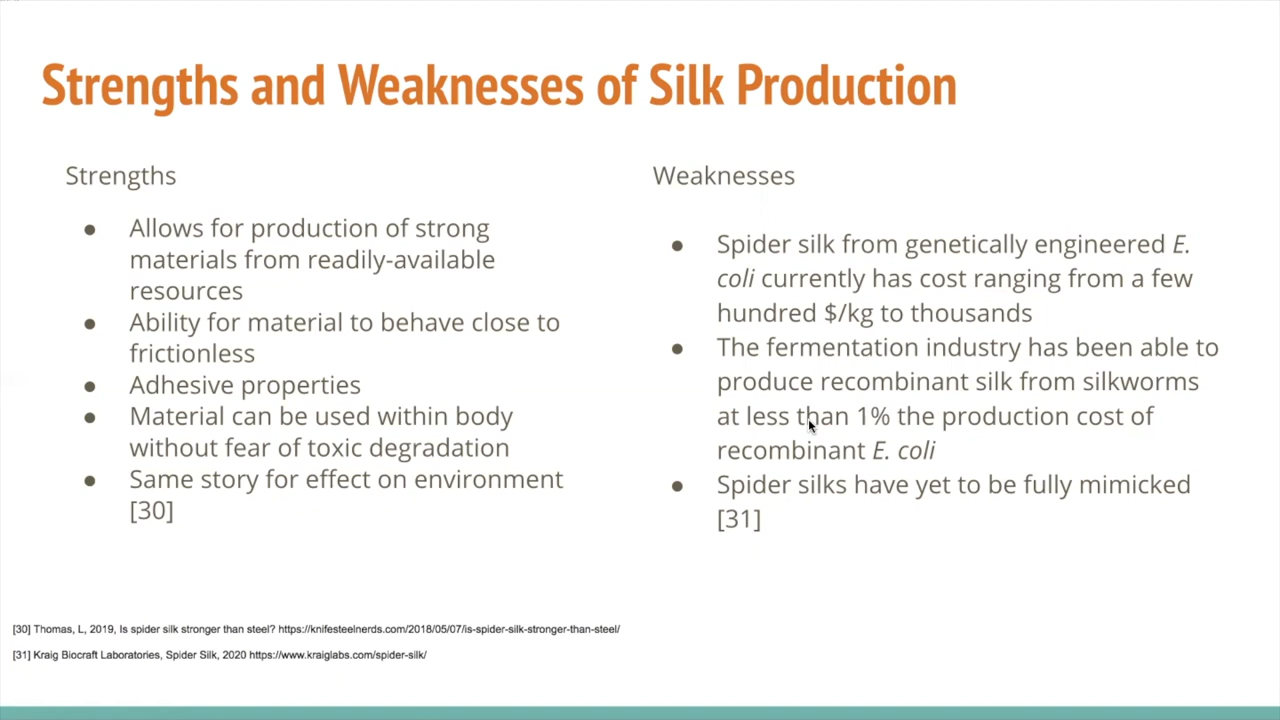 Strengths and Weaknesses of Silk Production
Strengths
● Allows for production of strong
materials from readily-available
resources
● Ability for material to behave close to
frictionless
● Adhesive properties
● Material can be used within body
without fear of toxic degradation
● Same story for effect on environment
[30]
Weaknesses
● Spider silk from genetically engineered E.
coli currently has cost ranging from a few
hundred $/kg to thousands
● The fermentation industry has been able to
produce recombinant silk from silkworms
at less than 1% the production cost of
recombinant E. coli
● Spider silks have yet to be fully mimicked
[31]
[30] Thomas, L, 2019, Is spider silk stronger than steel? https://knifesteelnerds.com/2018/05/07/is-spider-silk-stronger-than-steel/
[31] Kraig Biocraft Laboratories, Spider Silk, 2020 https://www.kraiglabs.com/spider-silk/